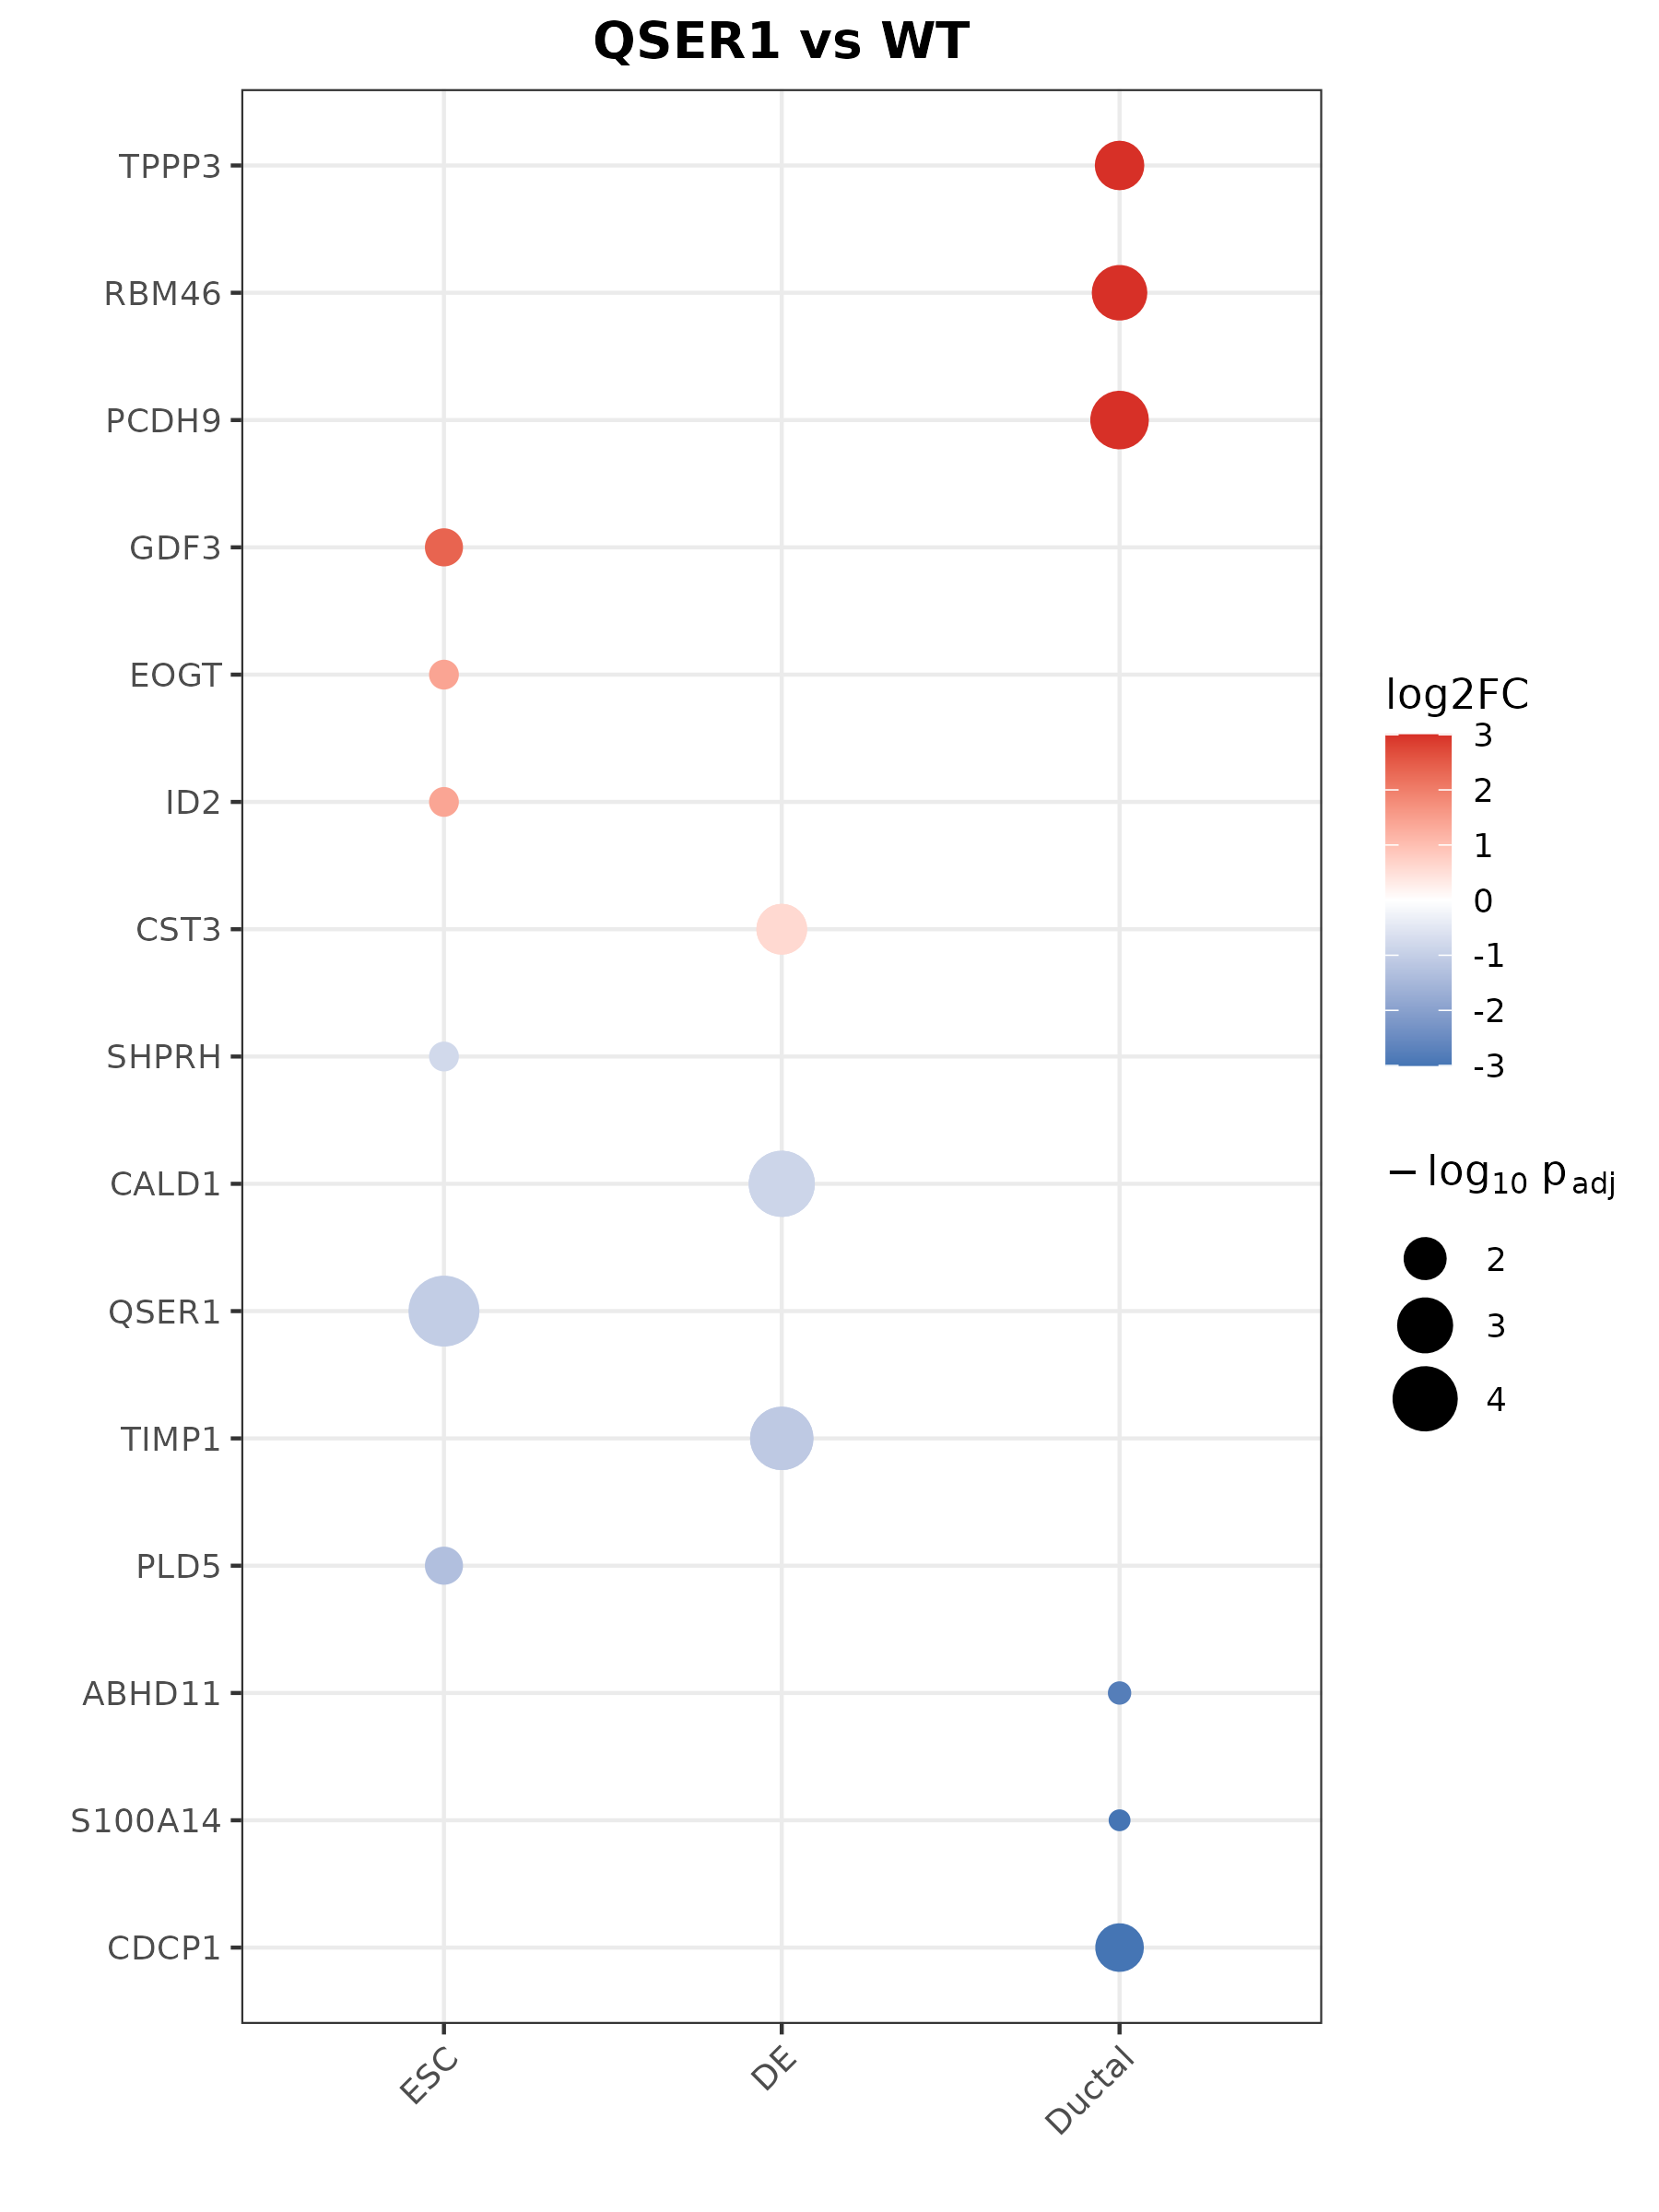 QSER1 vs WT
TPPP3
RBM46
PCDH9
GDF3
EOGT
ID2
CST3
SHPRH
CALD1
QSER1
TIMP1
PLD5
ABHD11
S100A14
CDCP1
ESC
DE
Ductal
log2FC
3
2
1
0
-1
-2
-3
− log₁₀ p adj
2
3
4